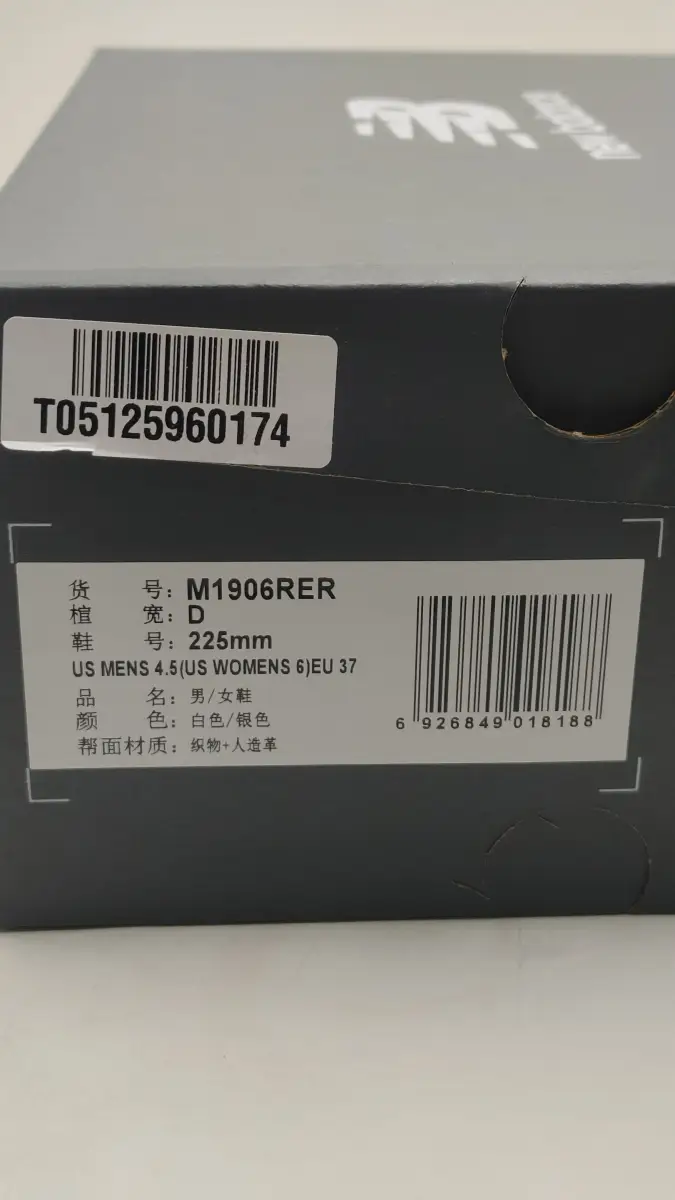 new balance
T05125960174
货 号：M1906RER
楦 宽：D
鞋 号：225mm
US MENS 4.5(US WOMENS 6)EU 37
品 名：男/女鞋
颜 色：白色/银色
帮面材质：织物+人造革
6 926849 018188